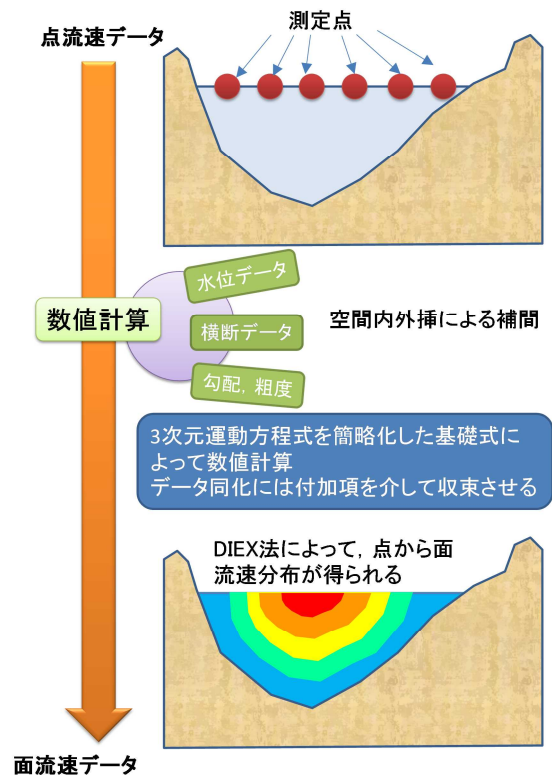 点流速データ
測定点
水位データ
数値計算
横断データ
空間内外挿による補間
勾配，粗度
3次元運動方程式を簡略化した基礎式に
よって数値計算
データ同化には付加項を介して収束させる
DIEX法によって，点から面
流速分布が得られる
面流速データ